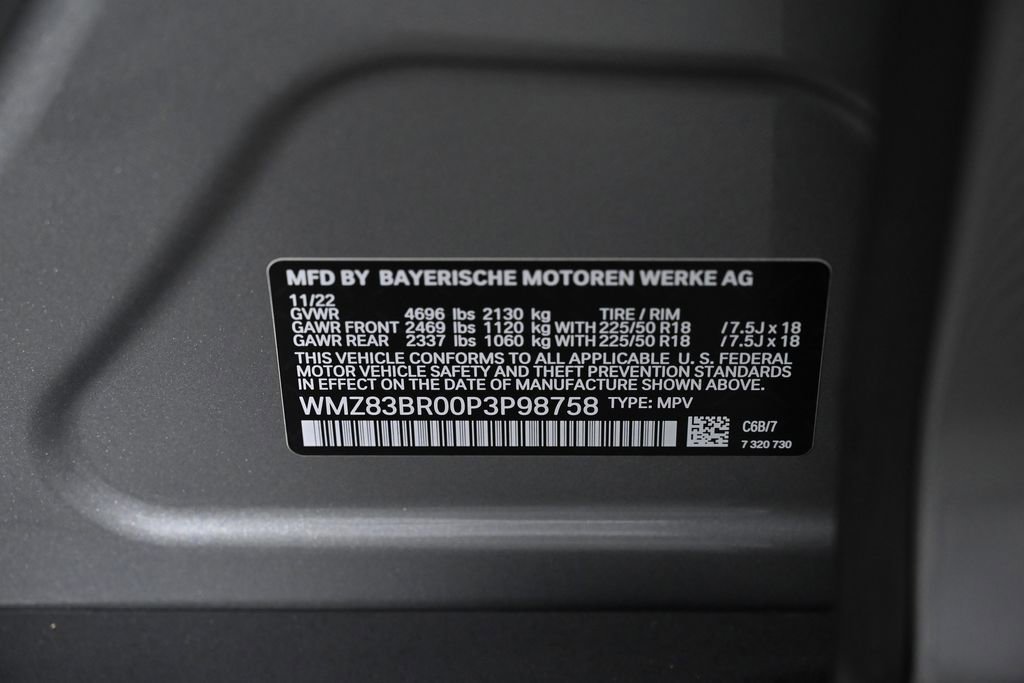 MFD BY BAYERISCHE MOTOREN WERKE AG
11/22
GVWR 4696 lbs 2130 kg TIRE / RIM
GAWR FRONT 2469 lbs 1120 kg WITH 225/50 R18 /7.5J x 18
GAWR REAR 2337 lbs 1060 kg WITH 225/50 R18 /7.5J x 18
THIS VEHICLE CONFORMS TO ALL APPLICABLE U. S. FEDERAL
MOTOR VEHICLE SAFETY AND THEFT PREVENTION STANDARDS
IN EFFECT ON THE DATE OF MANUFACTURE SHOWN ABOVE.
WMZ83BR00P3P98758 TYPE: MPV
C6B/7
7 320 730